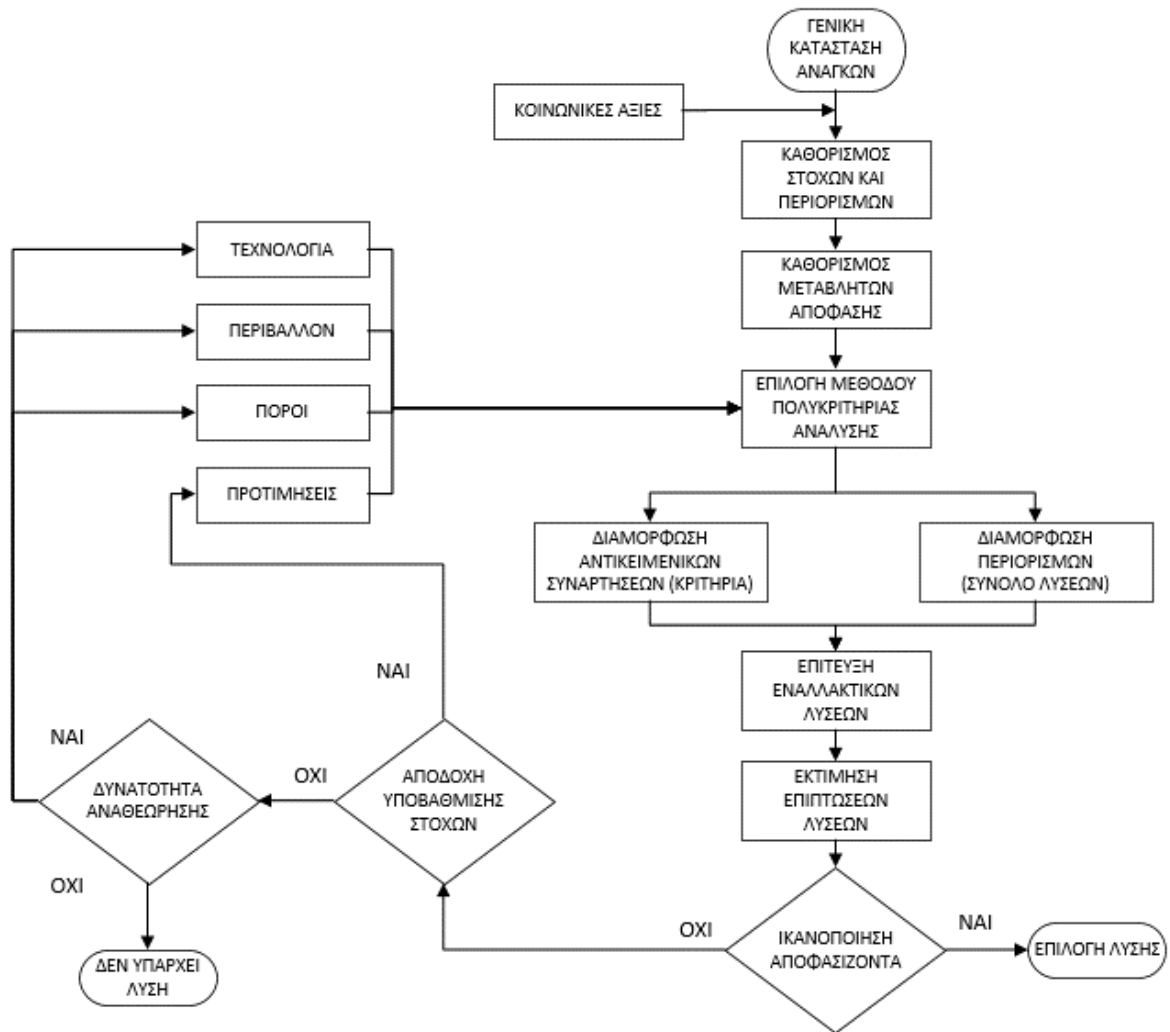 ΓΕΝΙΚΗ
ΚΑΤΑΣΤΑΣΗ
ΑΝΑΓΚΩΝ
ΚΟΙΝΩΝΙΚΕΣ ΑΞΙΕΣ
ΚΑΘΟΡΙΣΜΟΣ
ΣΤΟΧΩΝ ΚΑΙ
ΠΕΡΙΟΡΙΣΜΩΝ
ΚΑΘΟΡΙΣΜΟΣ
ΜΕΤΑΒΛΗΤΩΝ
ΑΠΟΦΑΣΗΣ
ΤΕΧΝΟΛΟΓΙΑ
ΠΕΡΙΒΑΛΛΟΝ
ΠΟΡΟΙ
ΠΡΟΤΙΜΗΣΕΙΣ
ΕΠΙΛΟΓΗ ΜΕΘΟΔΟΥ
ΠΟΛΥΚΡΙΤΗΡΙΑΣ
ΑΝΑΛΥΣΗΣ
ΔΙΑΜΟΡΦΩΣΗ
ΑΝΤΙΚΕΙΜΕΝΙΚΩΝ
ΣΥΝΑΡΤΗΣΕΩΝ (ΚΡΙΤΗΡΙΑ)
ΔΙΑΜΟΡΦΩΣΗ
ΠΕΡΙΟΡΙΣΜΩΝ
(ΣΥΝΟΛΟ ΛΥΣΕΩΝ)
ΕΠΙΤΕΥΞΗ
ΕΝΑΛΛΑΚΤΙΚΩΝ
ΛΥΣΕΩΝ
ΕΚΤΙΜΗΣΗ
ΕΠΙΠΤΩΣΕΩΝ
ΛΥΣΕΩΝ
ΙΚΑΝΟΠΟΙΗΣΗ
ΑΠΟΦΑΣΙΖΟΝΤΑ
ΝΑΙ
ΕΠΙΛΟΓΗ ΛΥΣΗΣ
ΟΧΙ
ΑΠΟΔΟΧΗ
ΥΠΟΒΑΘΜΙΣΗΣ
ΣΤΟΧΩΝ
ΝΑΙ
ΟΧΙ
ΔΥΝΑΤΟΤΗΤΑ
ΑΝΑΘΕΩΡΗΣΗΣ
ΝΑΙ
ΟΧΙ
ΔΕΝ ΥΠΑΡΧΕΙ
ΛΥΣΗ